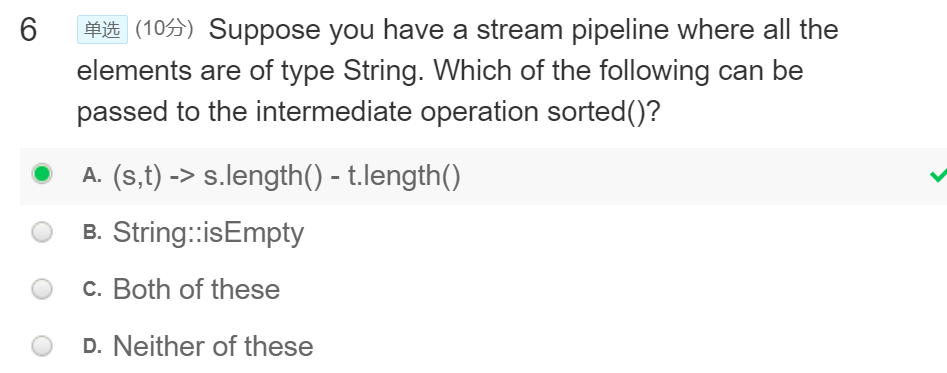 6 单选 (10分) Suppose you have a stream pipeline where all the
elements are of type String. Which of the following can be
passed to the intermediate operation sorted()?
A. (s,t) -> s.length() - t.length()
B. String::isEmpty
C. Both of these
D. Neither of these